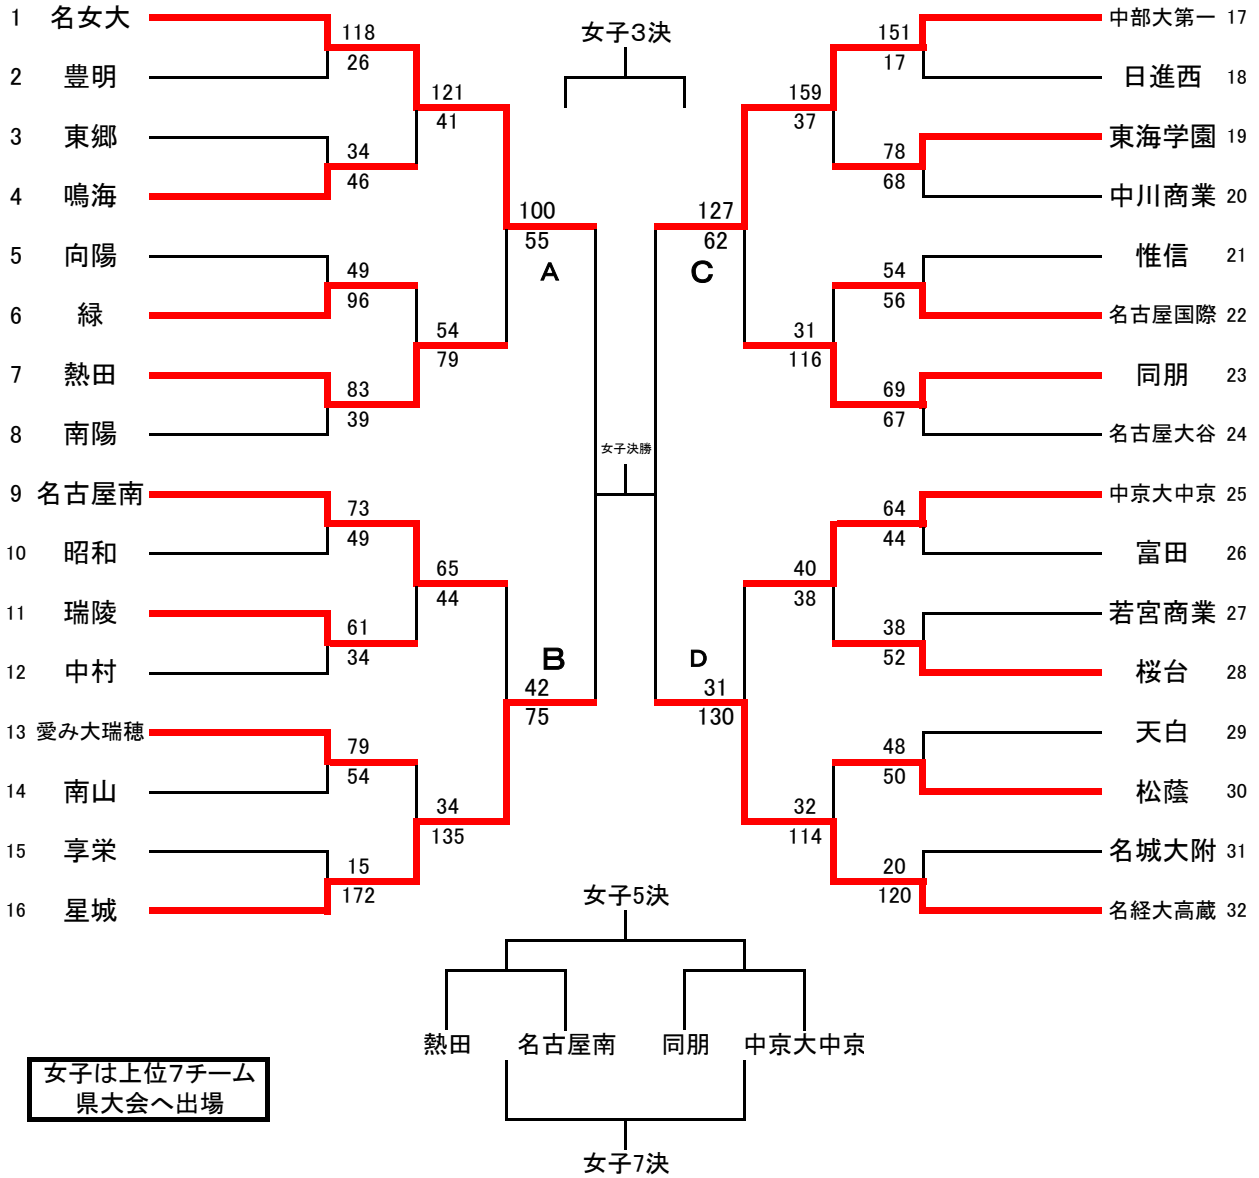 女子3決
1 名女大
118
26
2 豊明
121
41
3 東郷
34
46
4 鳴海
100
55
A
5 向陽
49
96
6 緑
54
79
7 熱田
83
39
8 南陽
9 名古屋南
73
49
10 昭和
65
44
11 瑞陵
61
34
12 中村
B
42
75
13 愛み大瑞穂
79
54
14 南山
34
135
15 享栄
15
172
16 星城
女子決勝
中部大第一 17
151
17
日進西 18
159
37
東海学園 19
78
68
中川商業 20
127
62
C
惟信 21
54
56
名古屋国際 22
31
116
同朋 23
69
67
名古屋大谷 24
中京大中京 25
64
44
富田 26
40
38
若宮商業 27
38
52
桜台 28
D
31
130
天白 29
48
50
松蔭 30
32
114
名城大附 31
20
120
名経大高蔵 32
女子5決
熱田 名古屋南 同朋 中京大中京
女子7決
女子は上位7チーム
県大会へ出場